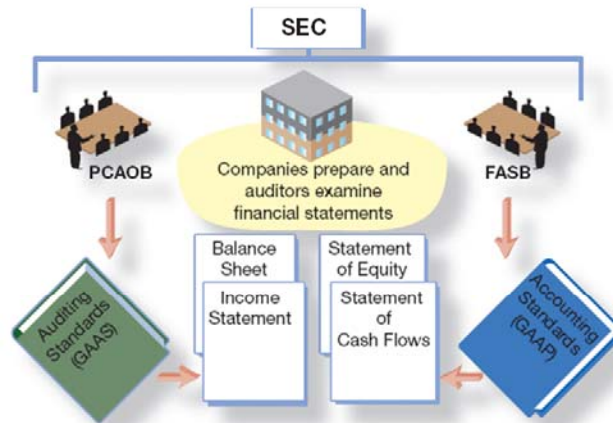 SEC
PCAOB
Companies prepare and
auditors examine
financial statements
FASB
Auditing
Standards
(GAAS)
Balance
Sheet
Income
Statement
Statement
of Equity
Statement
of
Cash Flows
Accounting
Standards
(GAAP)